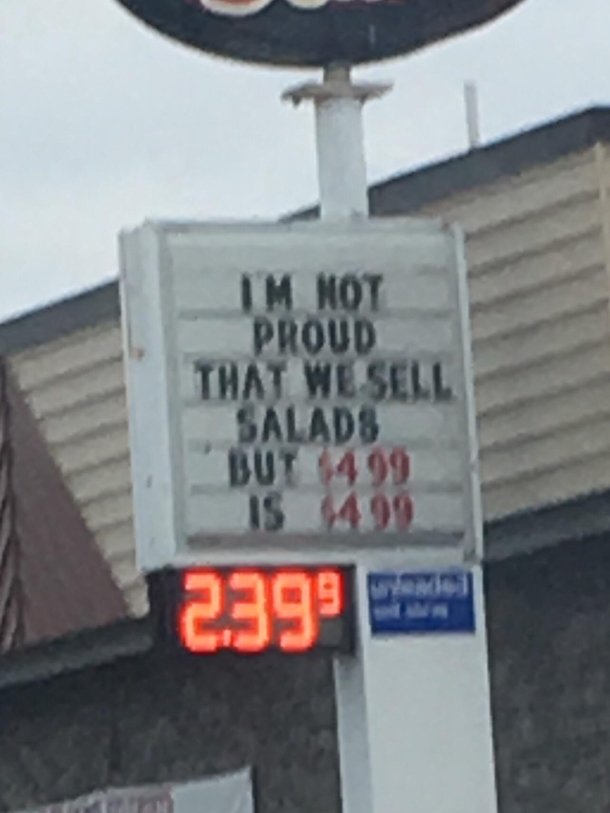 I'M NOT
PROUD
THAT WE SELL
SALADS
BUT $4 99
IS $4 99
2.39 9
unleaded